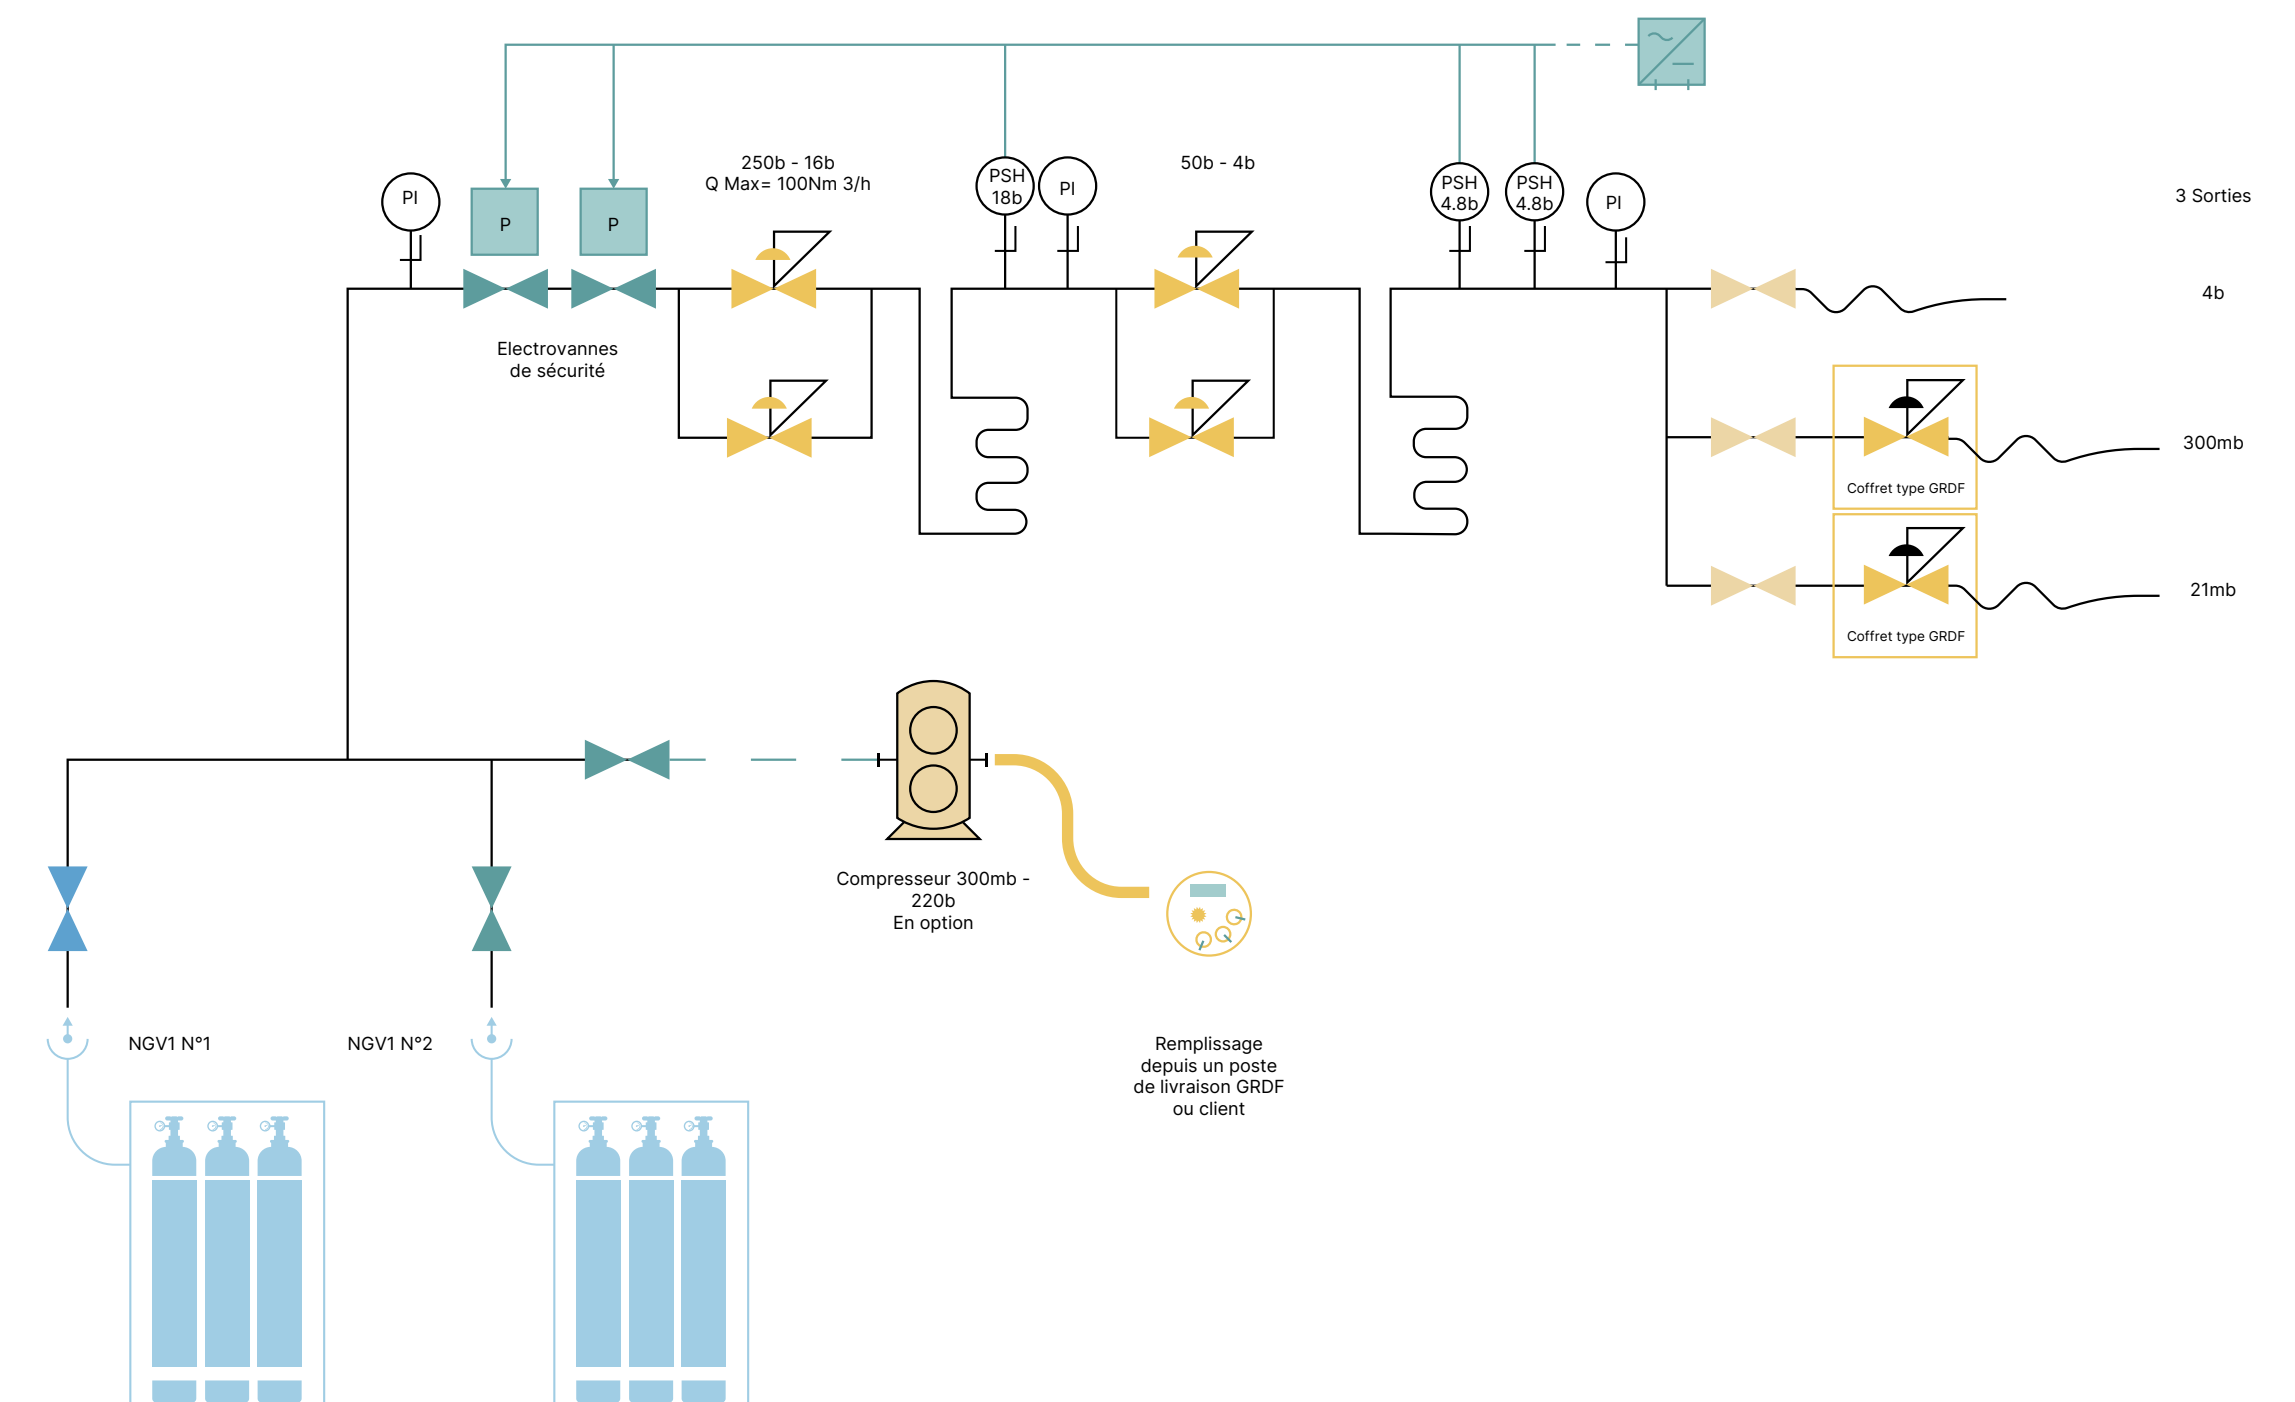 250b - 16b
Q Max= 100Nm 3/h
PSH
18b
PI
50b - 4b
PSH
4.8b
PSH
4.8b
PI
PI
P
P
3 Sorties
4b
Electrovannes
de sécurité
300mb
Coffret type GRDF
21mb
Coffret type GRDF
Compresseur 300mb -
220b
En option
NGV1 N°1
NGV1 N°2
Remplissage
depuis un poste
de livraison GRDF
ou client